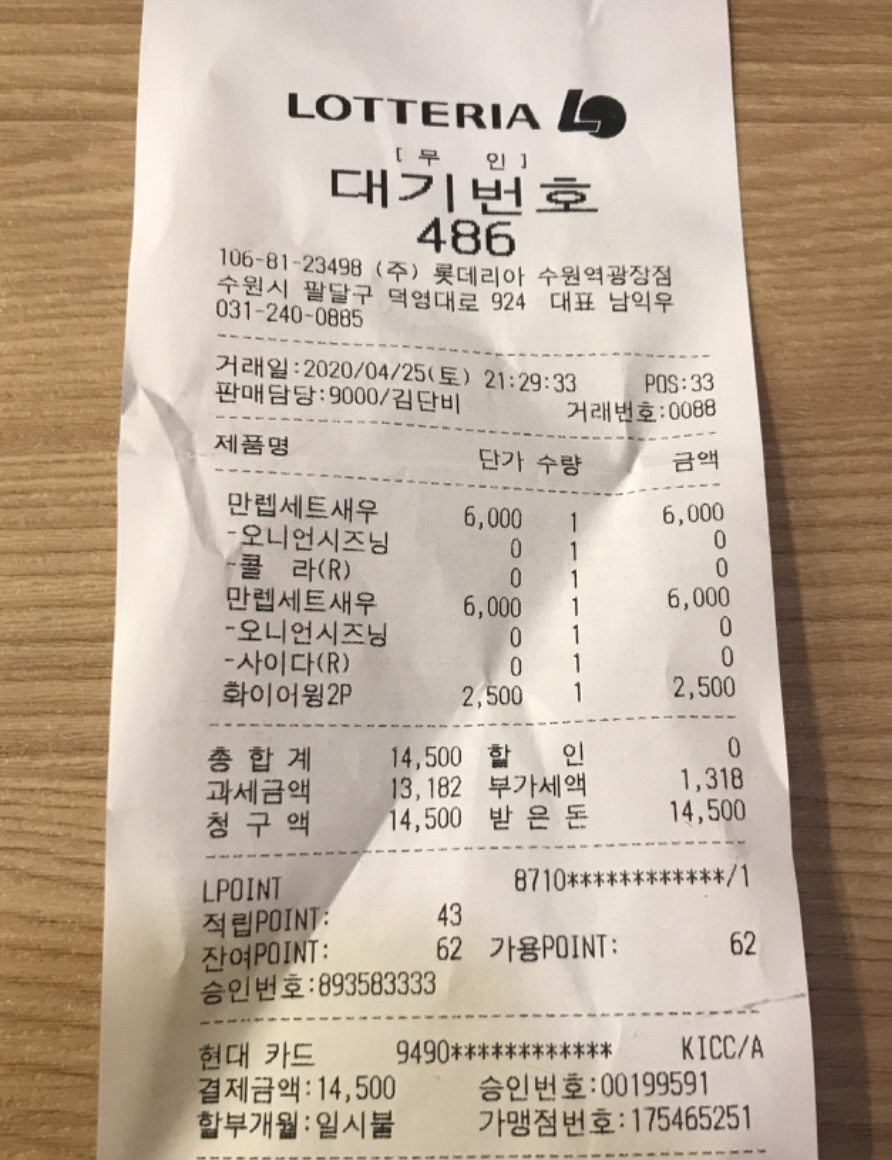 LOTTERIA
[ 무 인 ]
대기번호
486
106-81-23498 (주) 롯데리아 수원역광장점
수원시 팔달구 덕영대로 924 대표 남익우
031-240-0885
거래일:2020/04/25(토) 21:29:33 POS:33
판매담당:9000/김단비 거래번호:0088
제품명 단가 수량 금액
만렙세트새우 6,000 1 6,000
-오니언시즈닝 0 1 0
-콜 라(R) 0 1 0
만렙세트새우 6,000 1 6,000
-오니언시즈닝 0 1 0
-사이다(R) 0 1 0
화이어윙2P 2,500 1 2,500
총 합 계 14,500 할 인 0
과세금액 13,182 부가세액 1,318
청 구 액 14,500 받 은 돈 14,500
LPOINT 8710************/1
적립POINT: 43
잔여POINT: 62 가용POINT: 62
승인번호:893583333
현대 카드 9490************ KICC/A
결제금액:14,500 승인번호:00199591
할부개월:일시불 가맹점번호:175465251